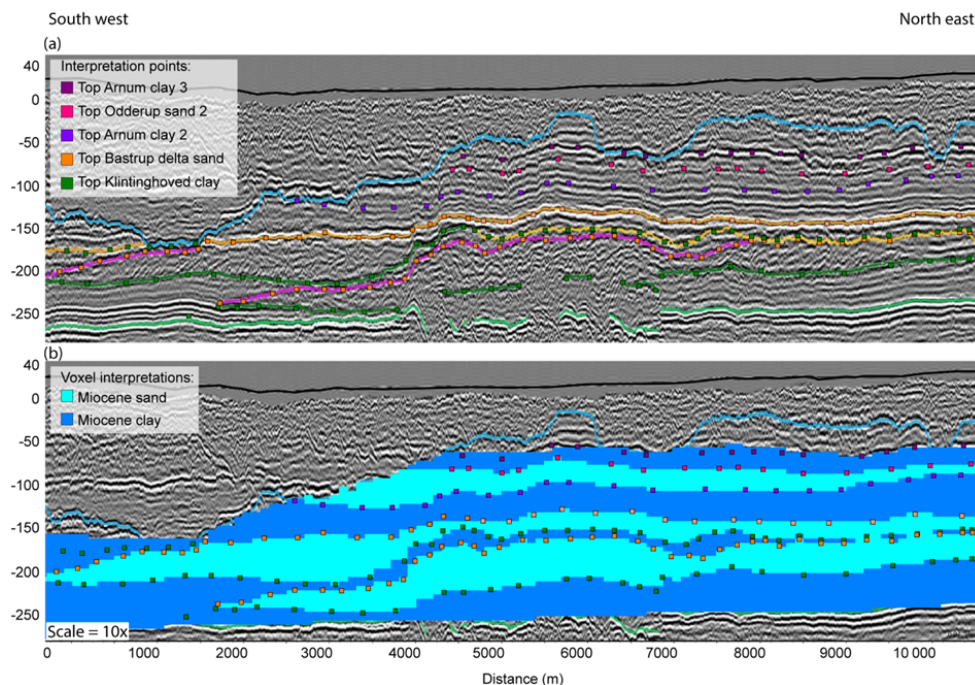 South west North east
(a)
40
0
-50
-100
-150
-200
-250
Interpretation points:
Top Arnum clay 3
Top Odderup sand 2
Top Arnum clay 2
Top Bastrup delta sand
Top Klintinghoved clay
(b)
40
0
-50
-100
-150
-200
-250
Voxel interpretations:
Miocene sand
Miocene clay
Scale = 10x
0 1000 2000 3000 4000 5000 6000 7000 8000 9000 10 000
Distance (m)